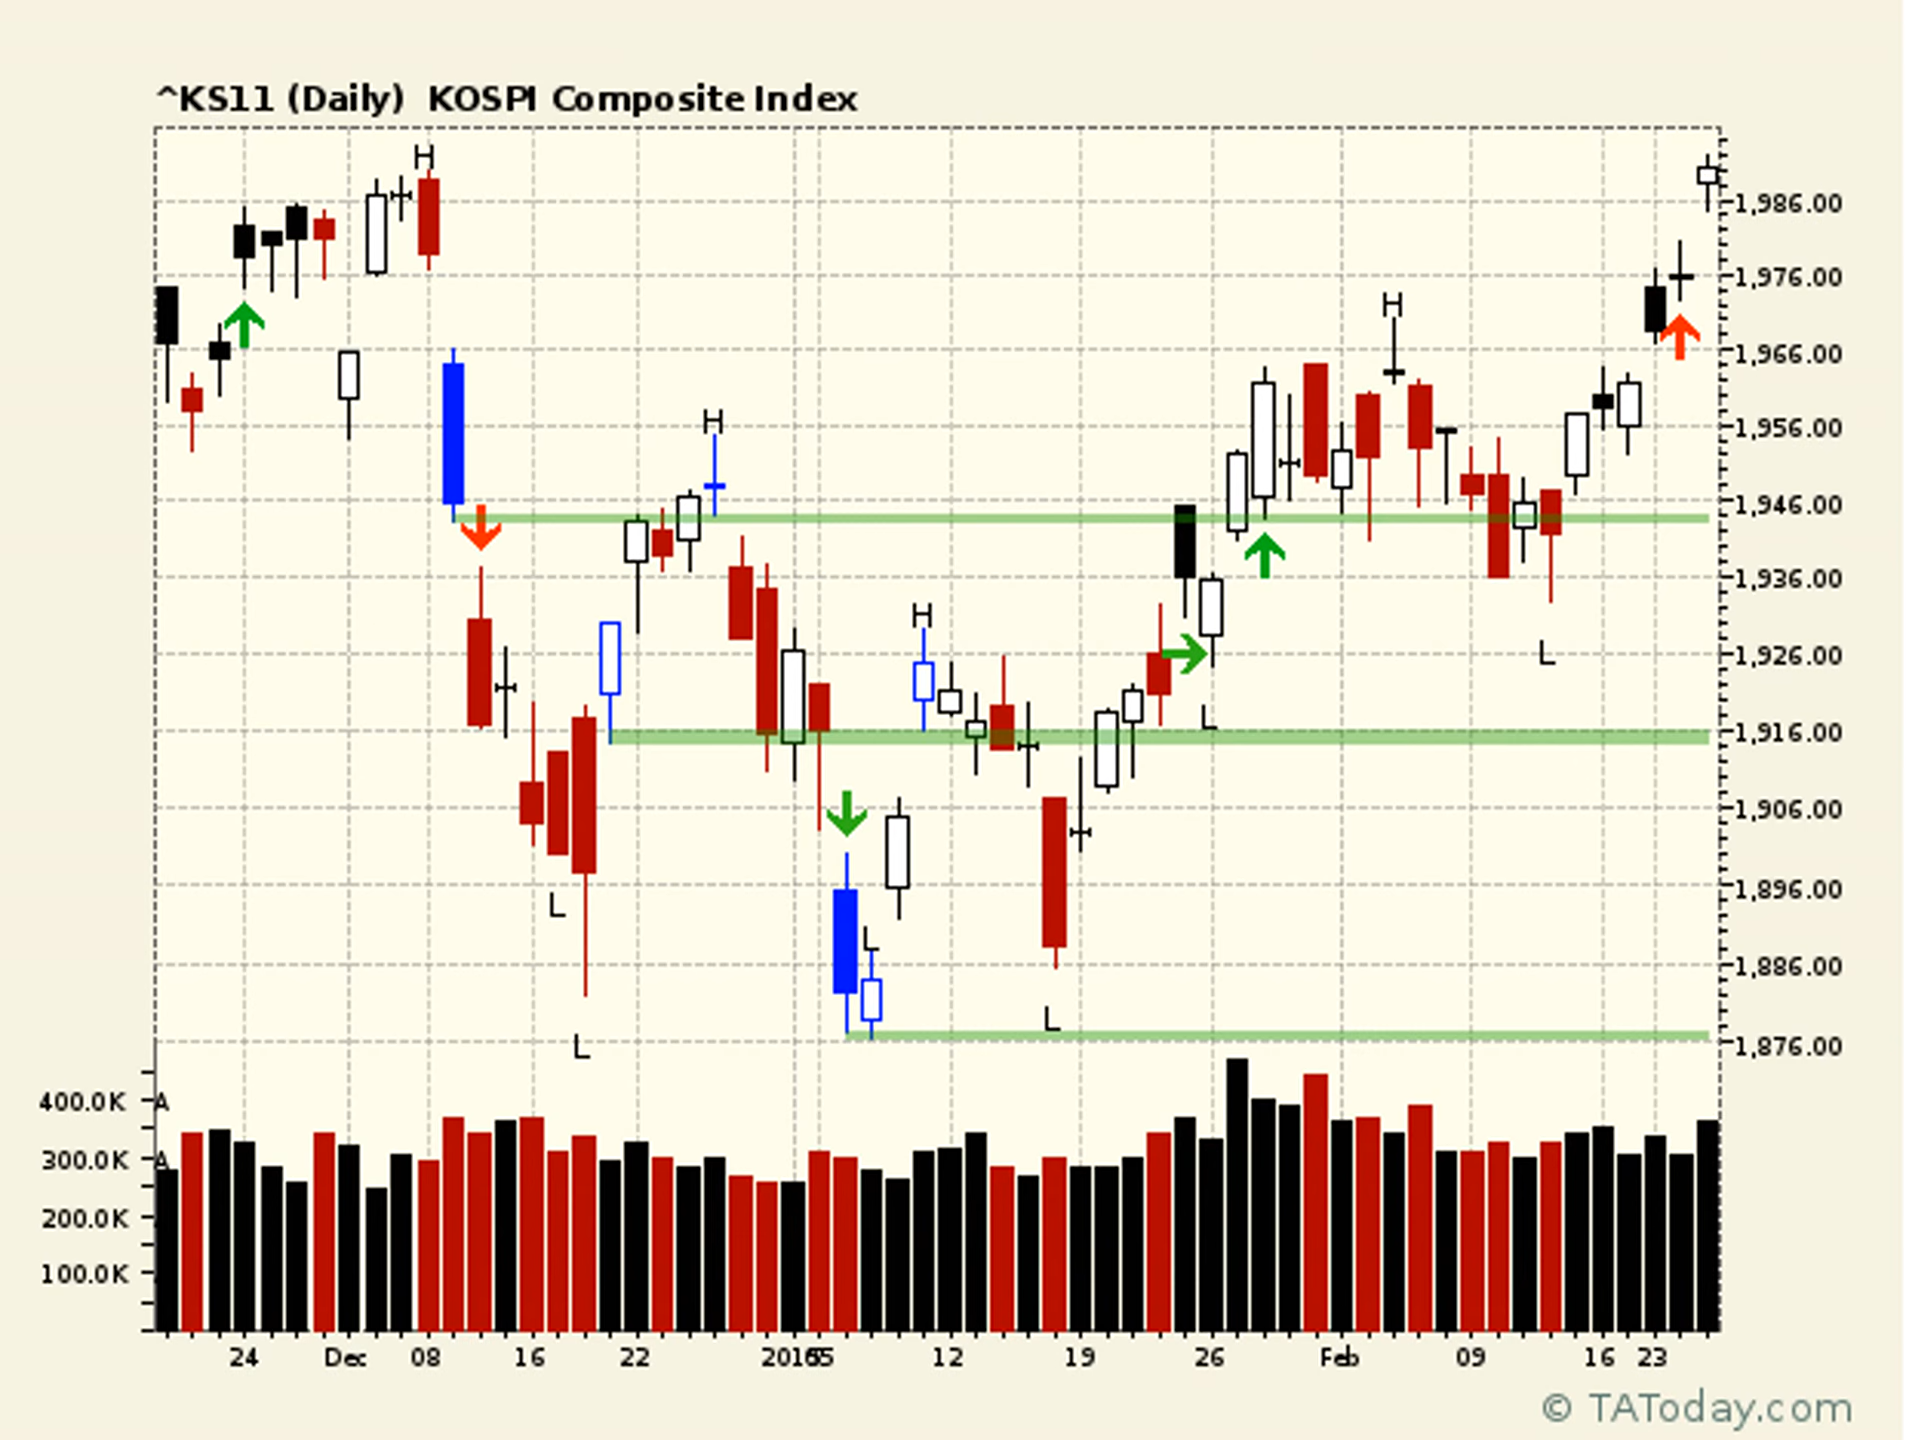 ^KS11 (Daily)  KOSPI Composite Index
H
1,986.00
1,976.00
H
1,966.00
H
1,956.00
1,946.00
1,936.00
H
1,926.00
L
L
1,916.00
1,906.00
L
1,896.00
L
1,886.00
L
L
1,876.00
400.0K A
300.0K A
200.0K
100.0K
24 Dec 08 16 22 2015 12 19 26 Feb 09 16 23
© TAToday.com